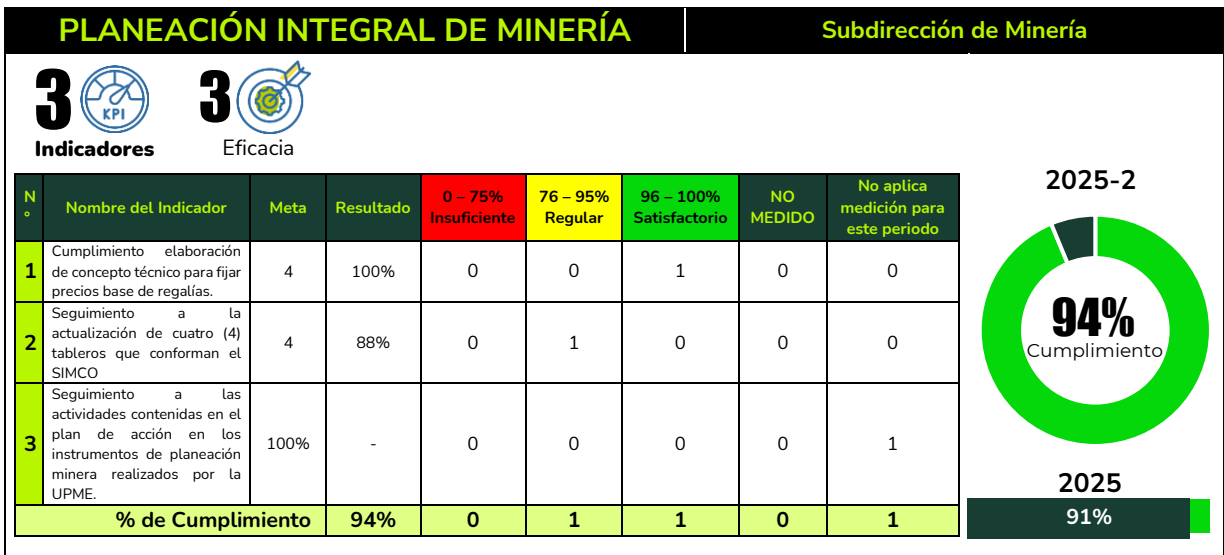 PLANEACIÓN INTEGRAL DE MINERÍA
Subdirección de Minería
3
KPI
Indicadores
3
Eficacia
N° Nombre del Indicador Meta Resultado 0 – 75% Insuficiente 76 – 95% Regular 96 – 100% Satisfactorio NO MEDIDO No aplica medición para este periodo
1 Cumplimiento elaboración de concepto técnico para fijar precios base de regalías. 4 100% 0 0 1 0 0
2 Seguimiento a la actualización de cuatro (4) tableros que conforman el SIMCO 4 88% 0 1 0 0 0
3 Seguimiento a las actividades contenidas en el plan de acción en los instrumentos de planeación minera realizados por la UPME. 100% - 0 0 0 0 1
% de Cumplimiento 94% 0 1 1 0 1
2025-2
94%
Cumplimiento
2025
91%